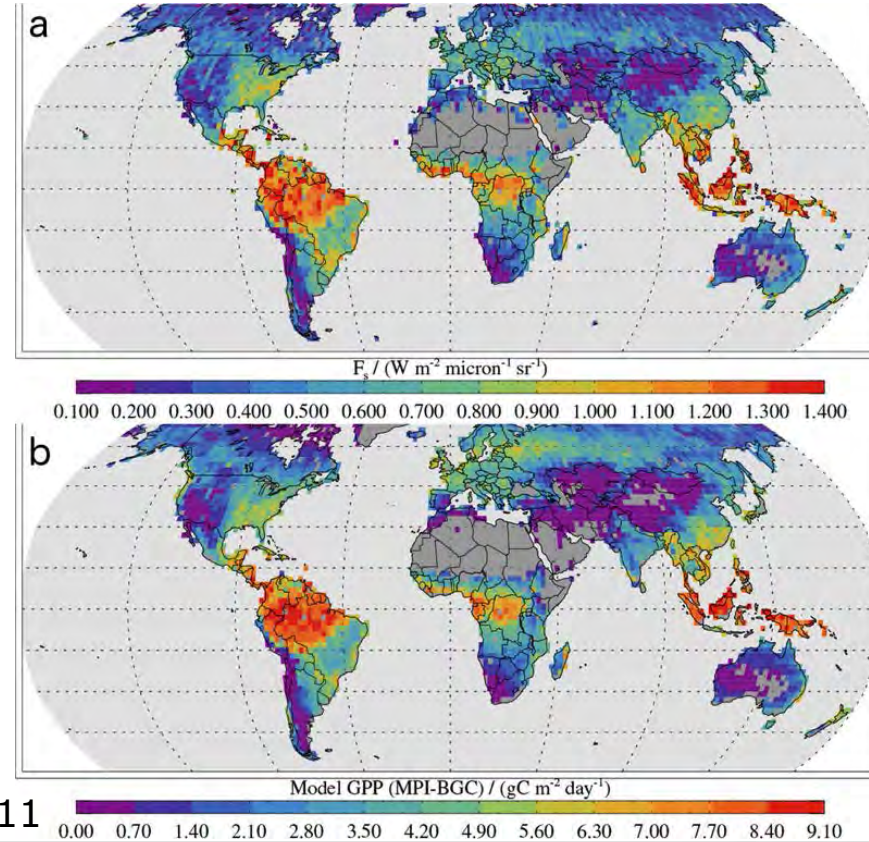 a
Fs / (W m-2 micron-1 sr-1)
0.100 0.200 0.300 0.400 0.500 0.600 0.700 0.800 0.900 1.000 1.100 1.200 1.300 1.400
b
Model GPP (MPI-BGC) / (gC m-2 day-1)
11
0.00 0.70 1.40 2.10 2.80 3.50 4.20 4.90 5.60 6.30 7.00 7.70 8.40 9.10